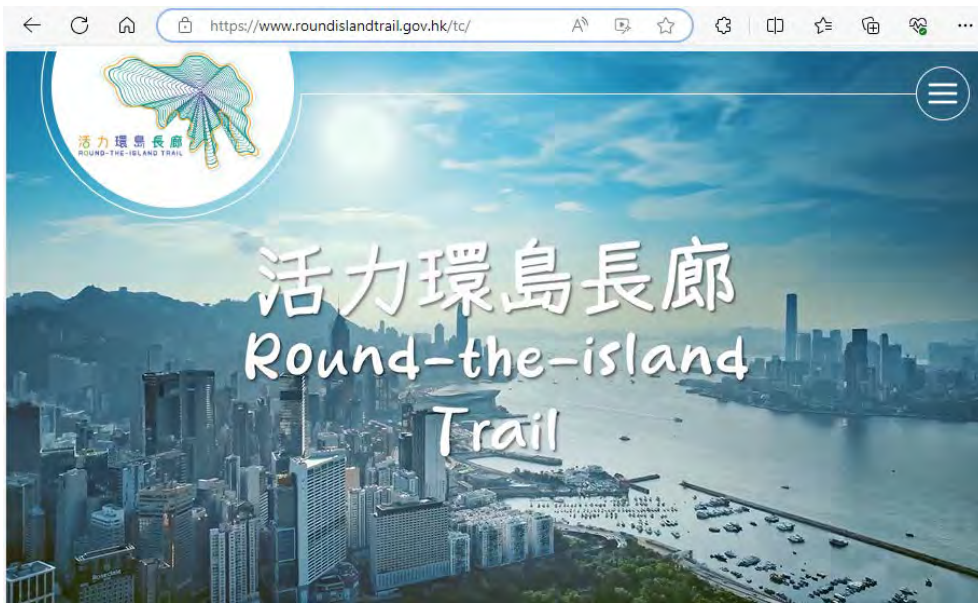 https://www.roundislandtrail.gov.hk/tc/
活力環島長廊
ROUND-THE-ISLAND TRAIL
活力環島長廊
Round-the-island
Trail